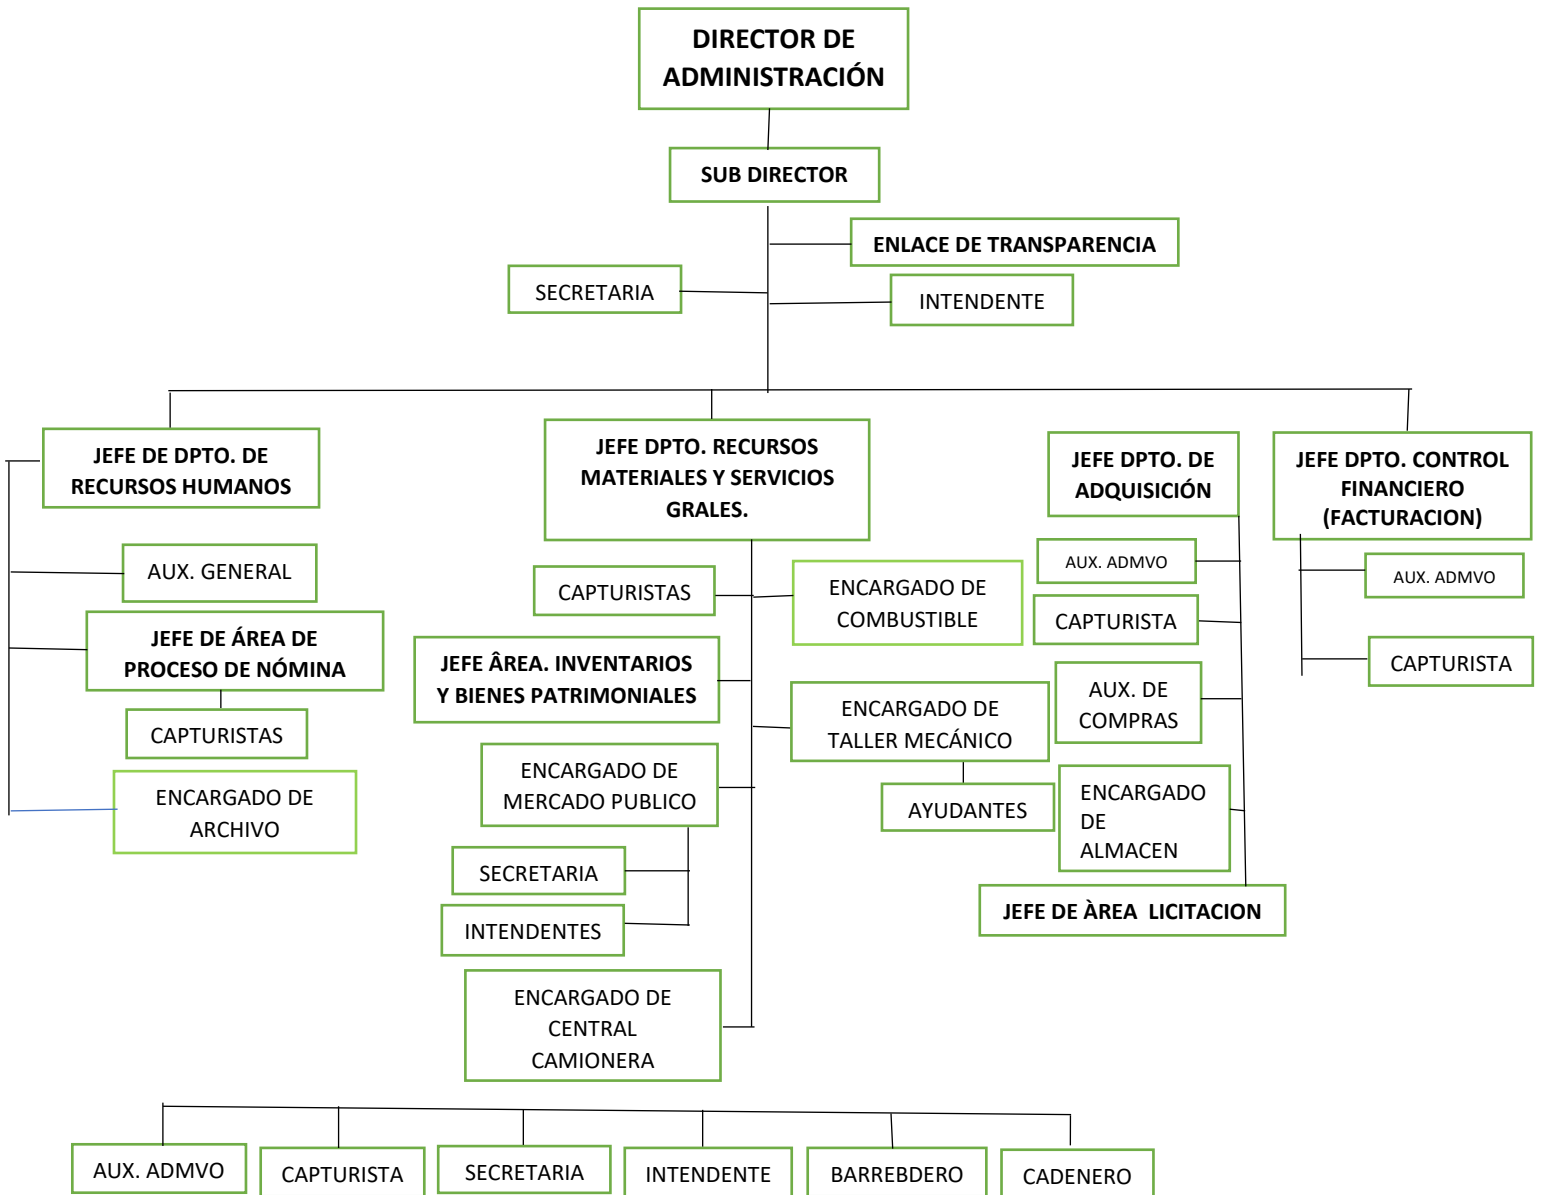 DIRECTOR DE
ADMINISTRACIÓN
SUB DIRECTOR
ENLACE DE TRANSPARENCIA
SECRETARIA
INTENDENTE
JEFE DE DPTO. DE
RECURSOS HUMANOS
AUX. GENERAL
JEFE DE ÁREA DE
PROCESO DE NÓMINA
CAPTURISTAS
ENCARGADO DE
ARCHIVO
JEFE DPTO. RECURSOS
MATERIALES Y SERVICIOS
GRALES.
CAPTURISTAS
ENCARGADO DE
COMBUSTIBLE
JEFE ÂREA. INVENTARIOS
Y BIENES PATRIMONIALES
ENCARGADO DE
TALLER MECÁNICO
AYUDANTES
ENCARGADO DE
MERCADO PUBLICO
SECRETARIA
INTENDENTES
ENCARGADO DE
CENTRAL
CAMIONERA
JEFE DPTO. DE
ADQUISICIÓN
AUX. ADMVO
CAPTURISTA
AUX. DE
COMPRAS
ENCARGADO
DE
ALMACEN
JEFE DE ÀREA  LICITACION
JEFE DPTO. CONTROL
FINANCIERO
(FACTURACION)
AUX. ADMVO
CAPTURISTA
AUX. ADMVO
CAPTURISTA
SECRETARIA
INTENDENTE
BARREBDERO
CADENERO